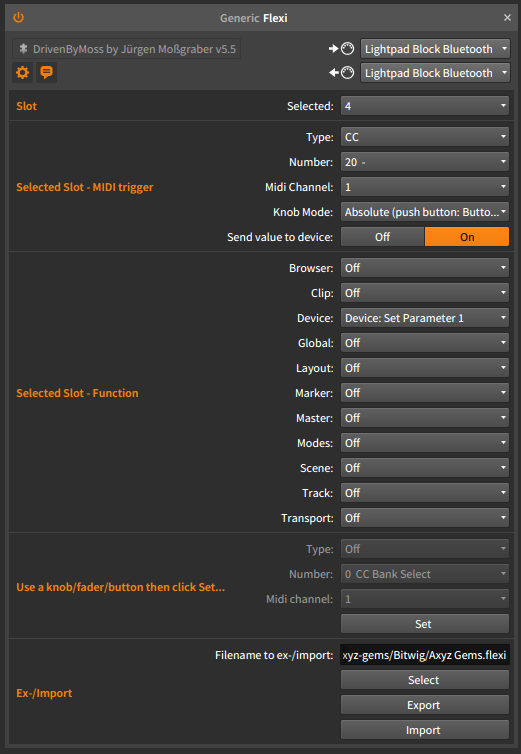 Generic Flexi
DrivenByMoss by Jürgen Moßgraber v5.5
Lightpad Block Bluetooth
Lightpad Block Bluetooth
Slot Selected: 4
Type: CC
Number: 20 -
Selected Slot - MIDI trigger Midi Channel: 1
Knob Mode: Absolute (push button: Butto...
Send value to device: Off On
Browser: Off
Clip: Off
Device: Device: Set Parameter 1
Global: Off
Layout: Off
Selected Slot - Function Marker: Off
Master: Off
Modes: Off
Scene: Off
Track: Off
Transport: Off
Type: Off
Use a knob/fader/button then click Set... Number: 0 CC Bank Select
Midi channel: 1
Set
Filename to ex-/import: xyz-gems/Bitwig/Axyz Gems.flexi
Select
Ex-/Import Export
Import